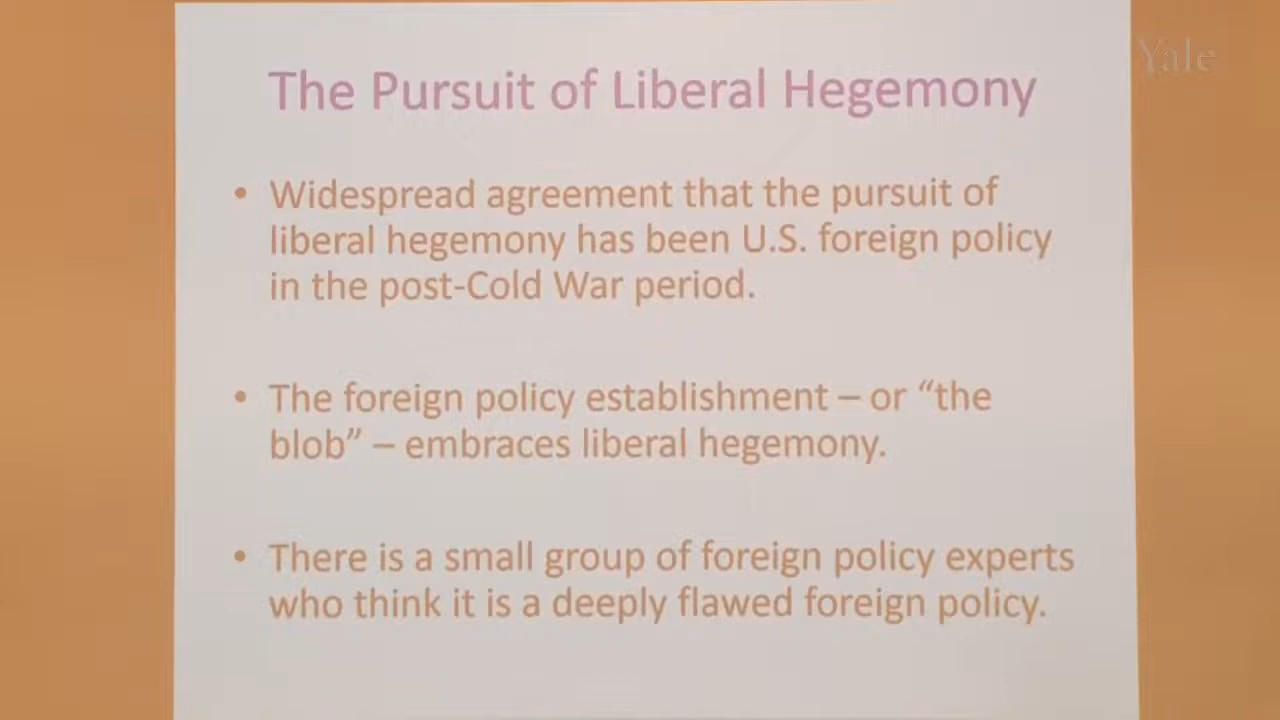 Yale
The Pursuit of Liberal Hegemony
• Widespread agreement that the pursuit of
liberal hegemony has been U.S. foreign policy
in the post-Cold War period.
• The foreign policy establishment – or “the
blob” – embraces liberal hegemony.
• There is a small group of foreign policy experts
who think it is a deeply flawed foreign policy.